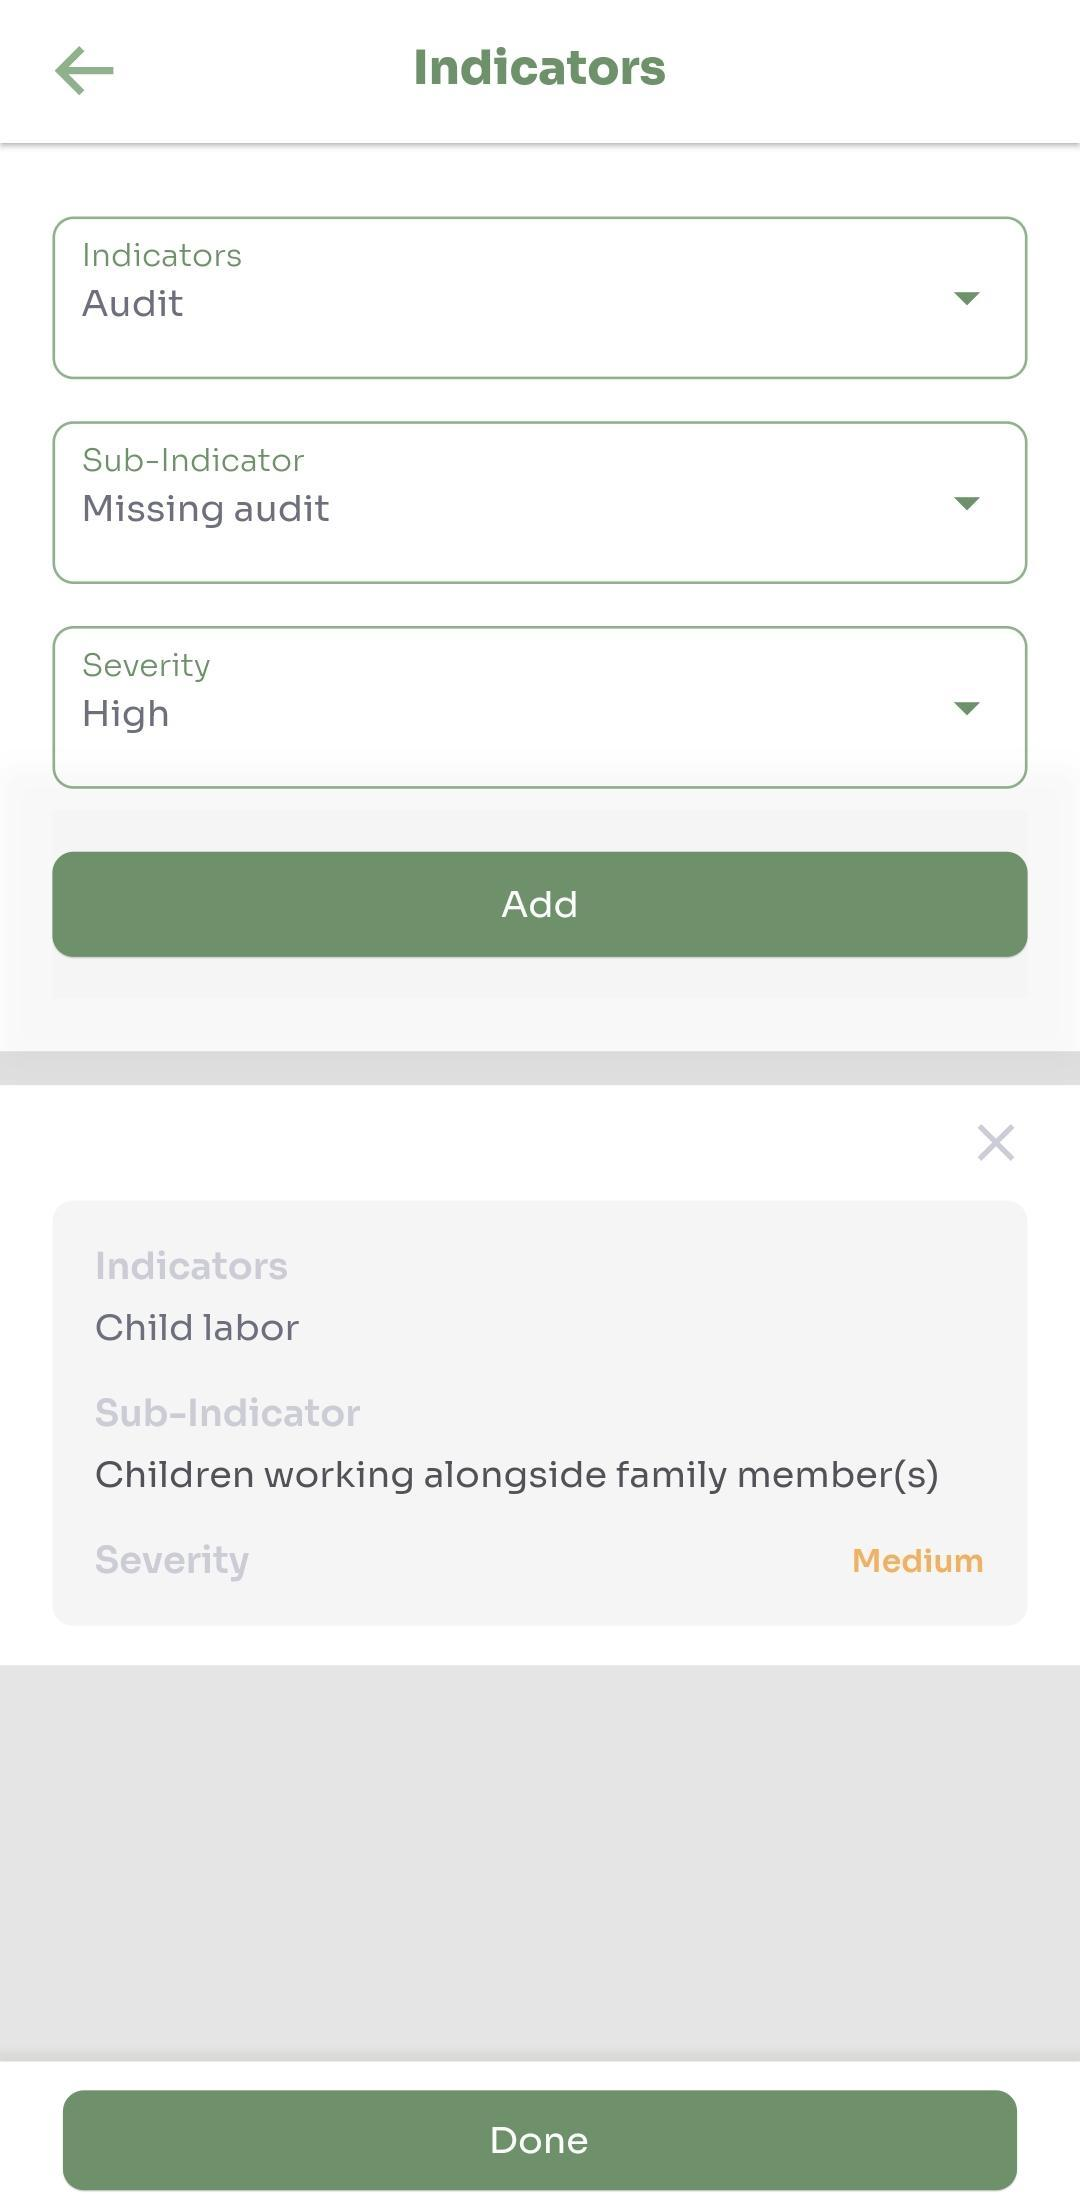 Indicators
Indicators
Audit
Sub-Indicator
Missing audit
Severity
High
Add
Indicators
Child labor
Sub-Indicator
Children working alongside family member(s)
Severity Medium
Done